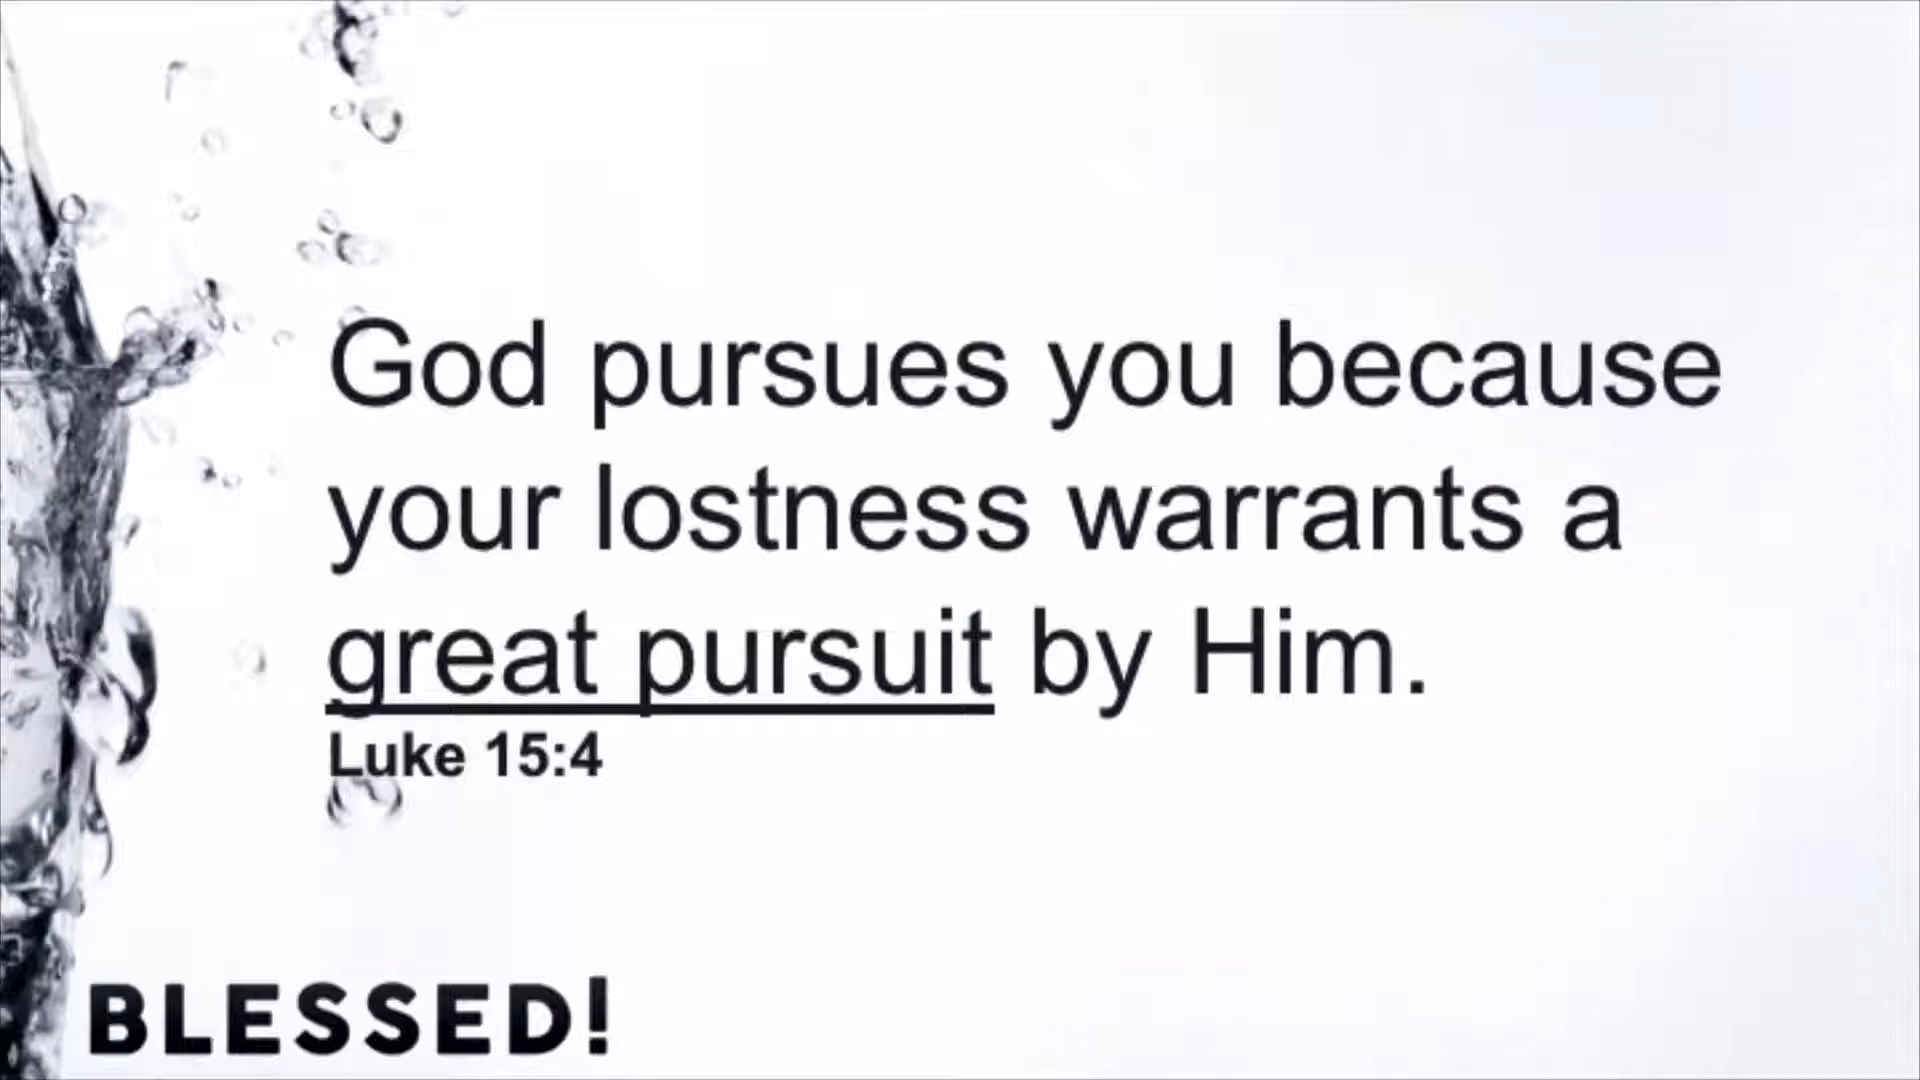 God pursues you because
your lostness warrants a
great pursuit by Him.
Luke 15:4
BLESSED!